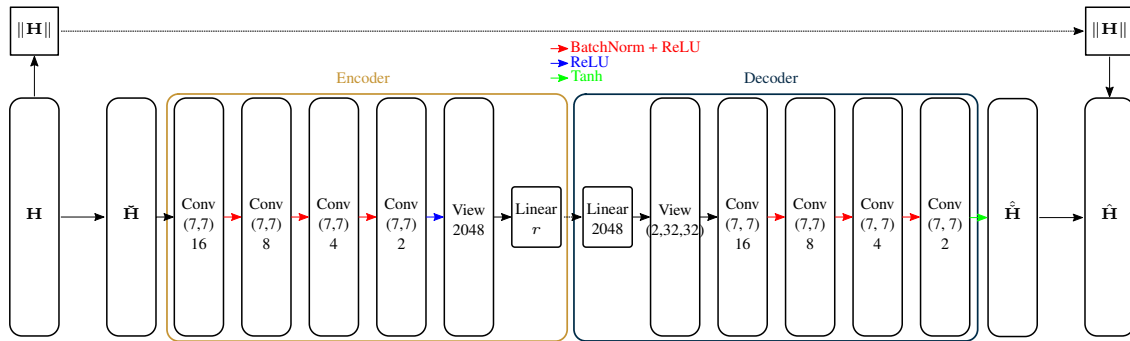 ‖H‖ ‖H‖
BatchNorm + ReLU
ReLU
Tanh
Encoder
Decoder
H
H̆
Conv
(7,7)
16
Conv
(7,7)
8
Conv
(7,7)
4
Conv
(7,7)
2
View
2048
Linear
r
Linear
2048
View
(2,32,32)
Conv
(7, 7)
16
Conv
(7, 7)
8
Conv
(7, 7)
4
Conv
(7, 7)
2
Ĥ̆
Ĥ